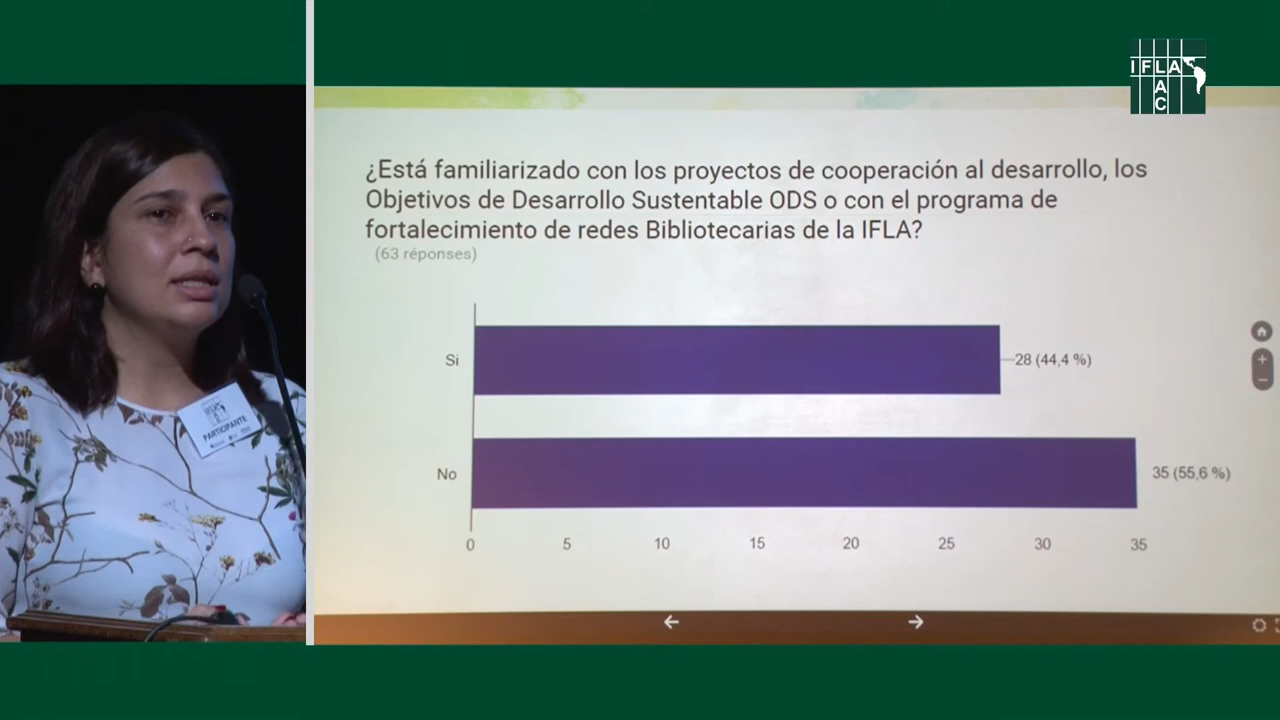 IFLA
LAC
¿Está familiarizado con los proyectos de cooperación al desarrollo, los
Objetivos de Desarrollo Sustentable ODS o con el programa de
fortalecimiento de redes Bibliotecarias de la IFLA?
(63 réponses)
Si
28 (44,4 %)
No
35 (55,6 %)
0 5 10 15 20 25 30 35
PARTICIPANTE